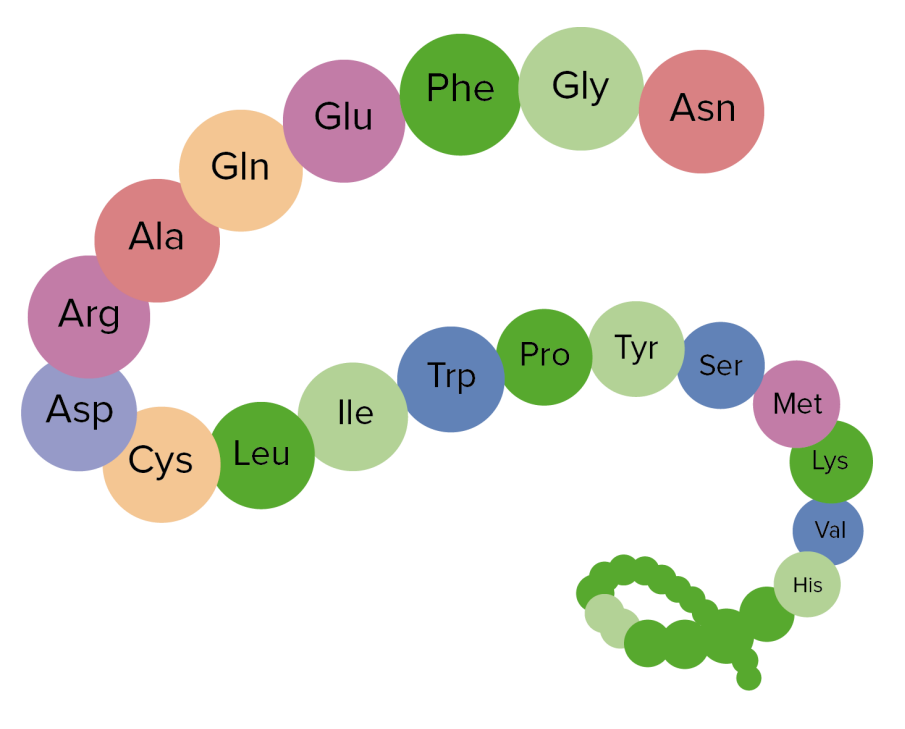 Asn
Gly
Phe
Glu
Gln
Ala
Arg
Asp
Cys
Leu
Ile
Trp
Pro
Tyr
Ser
Met
Lys
Val
His